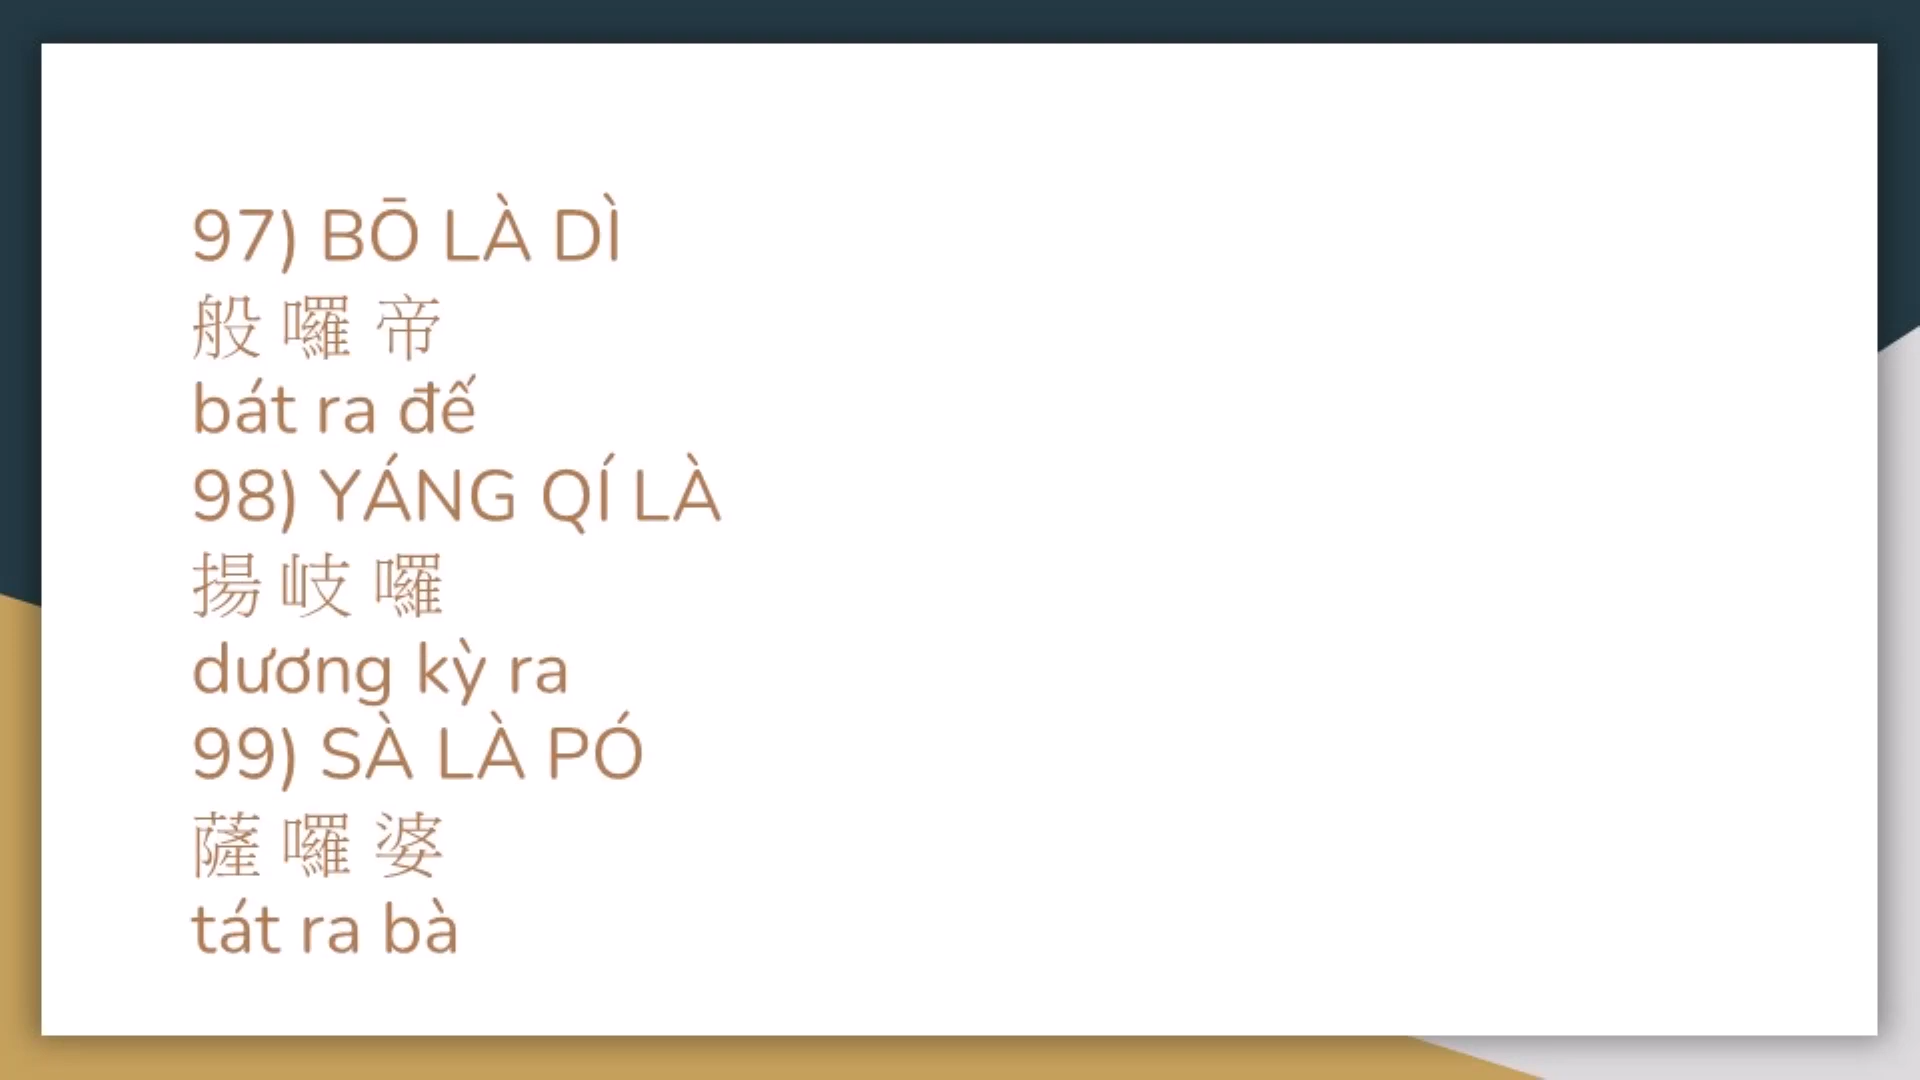 97) BŌ LÀ DÌ
般 囉 帝
bát ra đế
98) YÁNG QÍ LÀ
揚 岐 囉
dương kỳ ra
99) SÀ LÀ PÓ
薩 囉 婆
tát ra bà